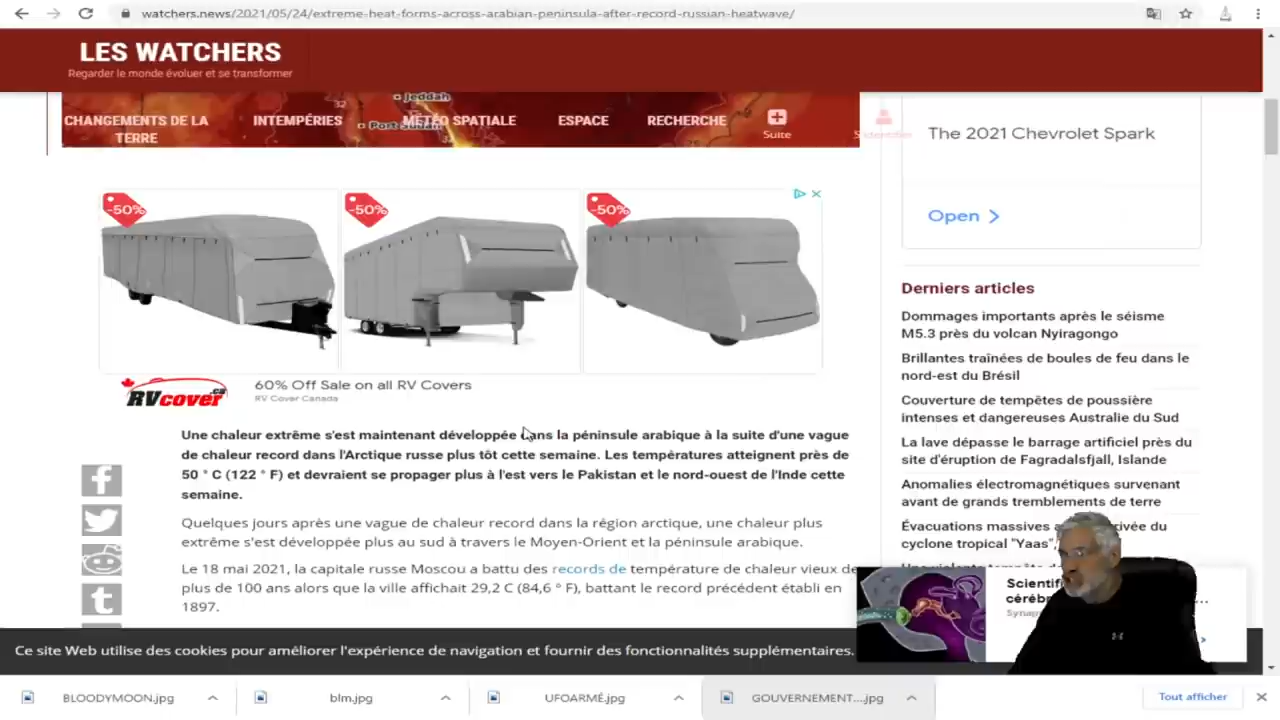 watchers.news/2021/05/24/extreme-heat-forms-across-arabian-peninsula-after-record-russian-heatwave/
LES WATCHERS
Regarder le monde évoluer et se transformer
Jeddah
32
CHANGEMENTS DE LA
TERRE
INTEMPÉRIES
MÉTÉO SPATIALE
ESPACE
RECHERCHE
Suite
The 2021 Chevrolet Spark
Open
-50%
-50%
-50%
RVcover.ca
60% Off Sale on all RV Covers
RV Cover Canada
Une chaleur extrême s'est maintenant développée dans la péninsule arabique à la suite d'une vague
de chaleur record dans l'Arctique russe plus tôt cette semaine. Les températures atteignent près de
50 ° C (122 ° F) et devraient se propager plus à l'est vers le Pakistan et le nord-ouest de l'Inde cette
semaine.
Quelques jours après une vague de chaleur record dans la région arctique, une chaleur plus
extrême s'est développée plus au sud à travers le Moyen-Orient et la péninsule arabique.
Le 18 mai 2021, la capitale russe Moscou a battu des records de température de chaleur vieux de
plus de 100 ans alors que la ville affichait 29,2 C (84,6 ° F), battant le record précédent établi en
1897.
Derniers articles
Dommages importants après le séisme
M5.3 près du volcan Nyiragongo
Brillantes traînées de boules de feu dans le
nord-est du Brésil
Couverture de tempêtes de poussière
intenses et dangereuses Australie du Sud
La lave dépasse le barrage artificiel près du
site d'éruption de Fagradalsfjall, Islande
Anomalies électromagnétiques survenant
avant de grands tremblements de terre
Évacuations massives
du
cyclone tropical "Yaas"
Ce site Web utilise des cookies pour améliorer l'expérience de navigation et fournir des fonctionnalités supplémentaires.
BLOODYMOON.jpg
blm.jpg
UFOARMÉ.jpg
GOUVERNEMENT....jpg
Tout afficher